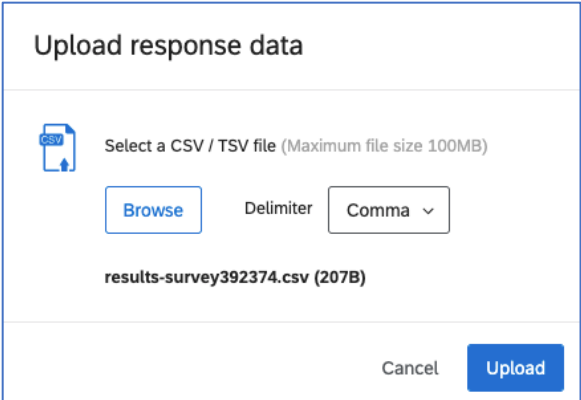 Upload response data
CSV
Select a CSV / TSV file (Maximum file size 100MB)
Browse Delimiter Comma
results-survey392374.csv (207B)
Cancel Upload